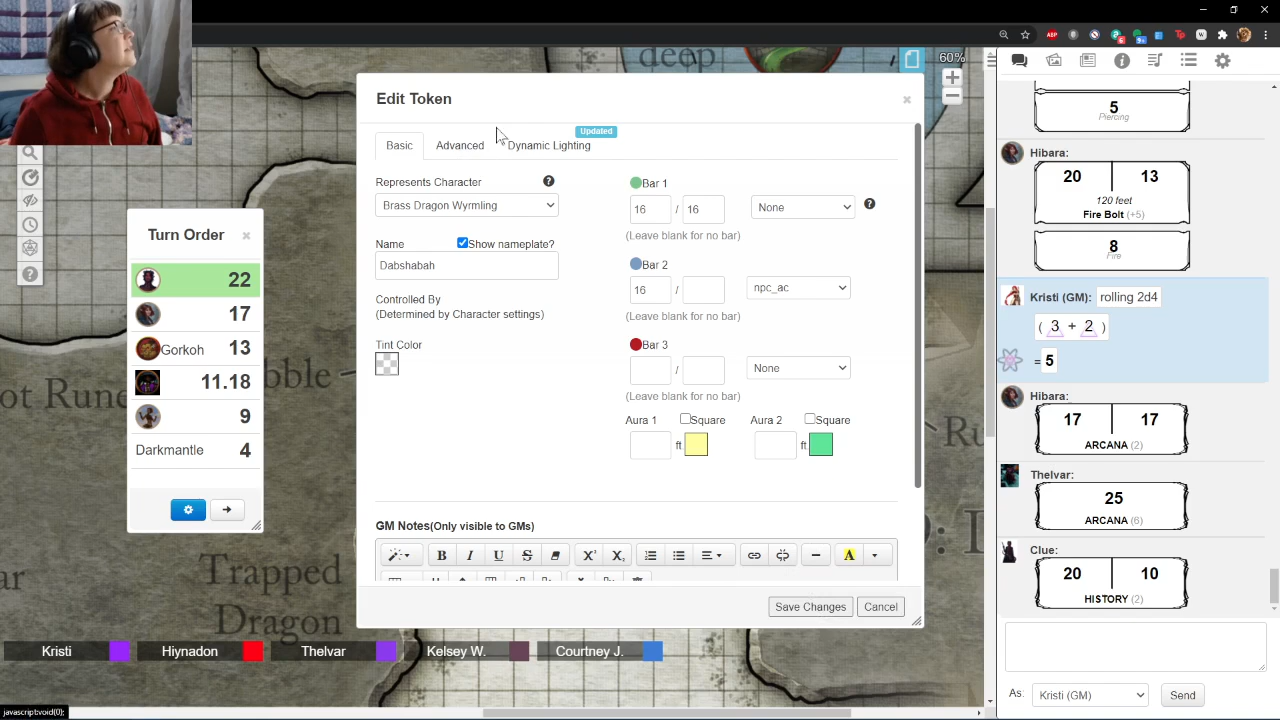 deep
60%
Edit Token
Updated
Basic
Advanced
Dynamic Lighting
Represents Character
Brass Dragon Wyrmling
Name
Show nameplate?
Dabshabah
Controlled By
(Determined by Character settings)
Tint Color
Bar 1
16 / 16
None
(Leave blank for no bar)
Bar 2
16 /
npc_ac
(Leave blank for no bar)
Bar 3
/
None
(Leave blank for no bar)
Aura 1
Square
Aura 2
Square
ft
ft
GM Notes(Only visible to GMs)
B I U S X² X,
A
Save Changes
Cancel
Turn Order
22
17
Gorkoh 13
11.18
9
Darkmantle 4
ot Rune
bble
Ru
ar
Trapped
Dragon
Kristi
Hiynadon
Thelvar
Kelsey W.
Courtney J.
javascript:void(0);
ABP
5
Piercing
Hibara:
20 13
120 feet
Fire Bolt (+5)
8
Fire
Kristi (GM): rolling 2d4
( 3 + 2 )
= 5
Hibara:
17 17
ARCANA (2)
Thelvar:
25
ARCANA (6)
Clue:
20 10
HISTORY (2)
As:
Kristi (GM)
Send